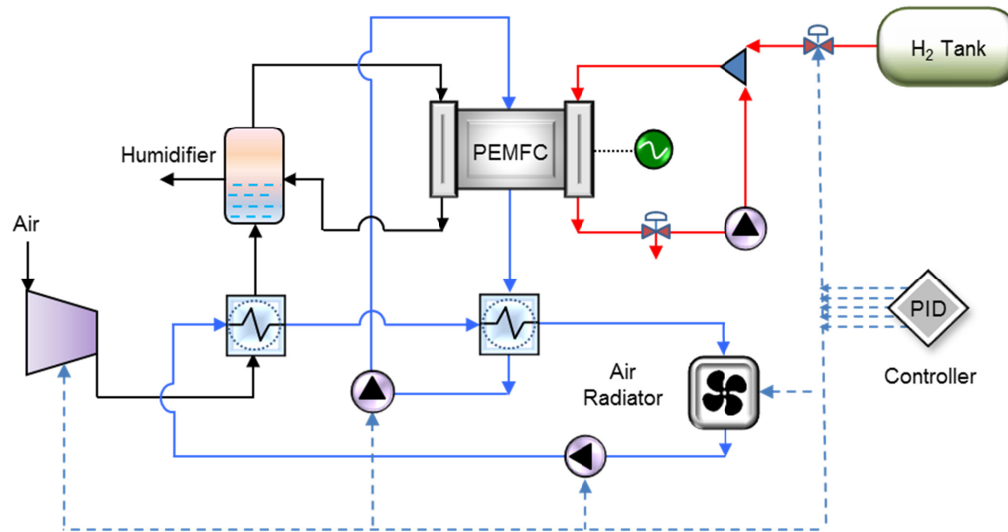 H₂ Tank
Humidifier
PEMFC
Air
PID
Air
Radiator
Controller